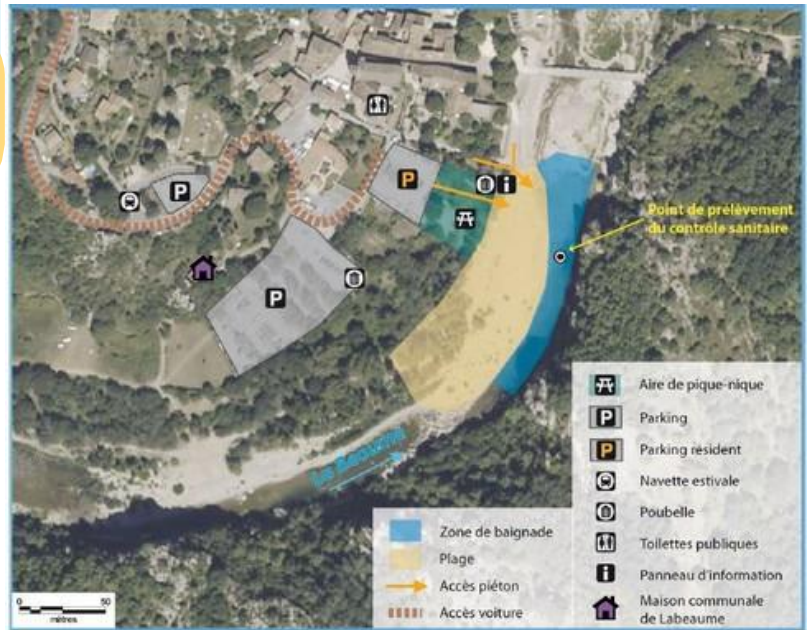 Point de prélèvement
du contrôle sanitaire
La Beaume
Aire de pique-nique
P Parking
P Parking résident
Navette estivale
Poubelle
Toilettes publiques
i Panneau d'information
Maison communale
de Labeaume
Zone de baignade
Plage
Accès piéton
Accès voiture
0 50
mètres
P
P
P
i